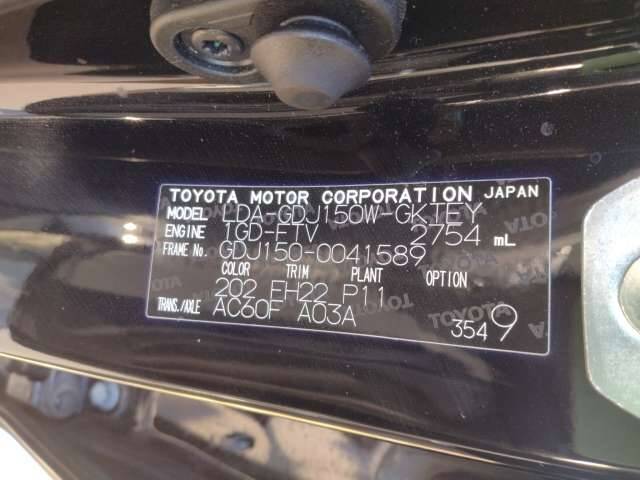 TOYOTA MOTOR CORPORATION JAPAN
MODEL LDA-GDJ150W-GKTEY
ENGINE 1GD-FTV 2754 mL
FRAME No. GDJ150-0041589
COLOR TRIM PLANT OPTION
202 FH22 P11
TRANS./AXLE AC60F A03A
3549